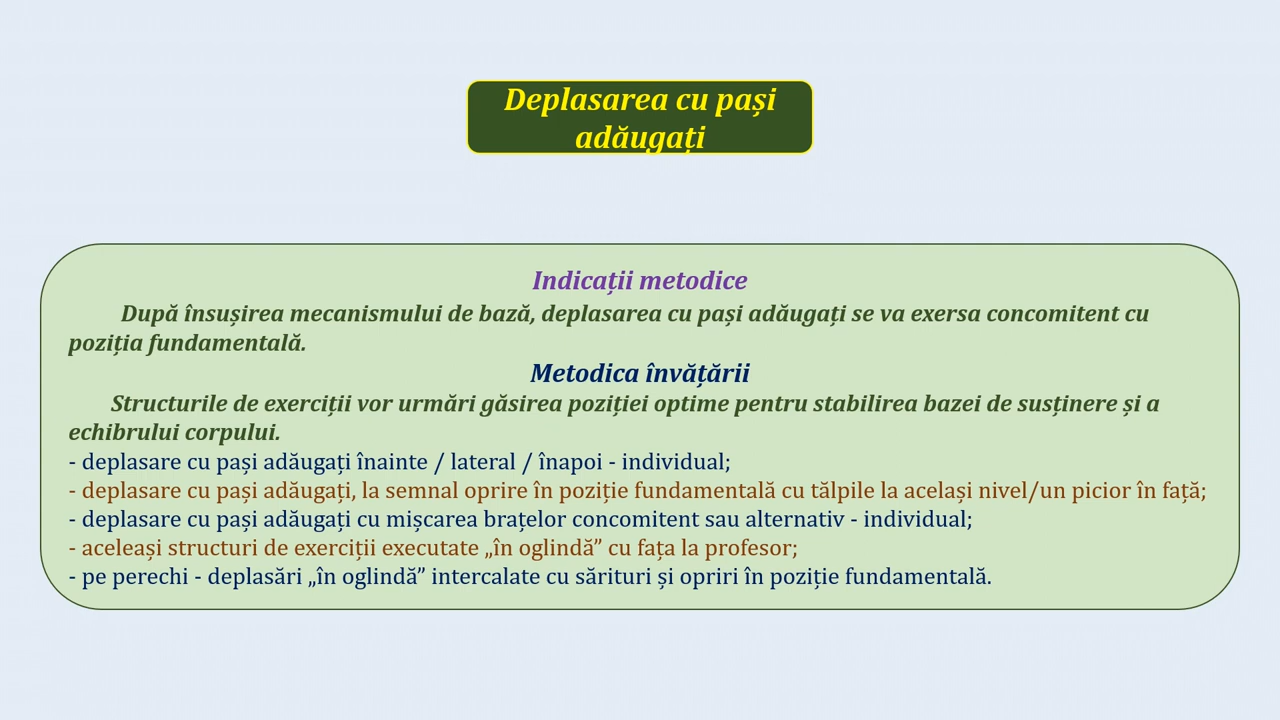 Deplasarea cu pași
adăugați
Indicații metodice
După însușirea mecanismului de bază, deplasarea cu pași adăugați se va exersa concomitent cu
poziția fundamentală.
Metodica învățării
Structurile de exerciții vor urmări găsirea poziției optime pentru stabilirea bazei de susținere și a
echibrului corpului.
- deplasare cu pași adăugați înainte / lateral / înapoi - individual;
- deplasare cu pași adăugați, la semnal oprire în poziție fundamentală cu tălpile la același nivel/un picior în față;
- deplasare cu pași adăugați cu mișcarea brațelor concomitent sau alternativ - individual;
- aceleași structuri de exerciții executate „în oglindă” cu fața la profesor;
- pe perechi - deplasări „în oglindă” intercalate cu sărituri și opriri în poziție fundamentală.